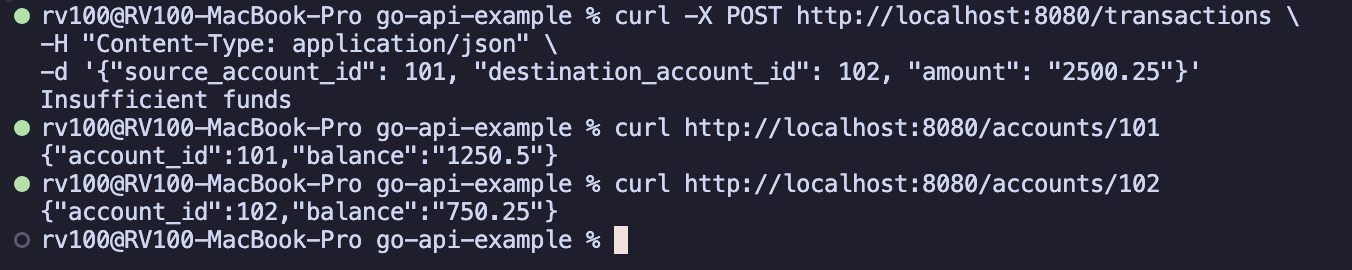 rv100@RV100-MacBook-Pro go-api-example % curl -X POST http://localhost:8080/transactions \
-H "Content-Type: application/json" \
-d '{"source_account_id": 101, "destination_account_id": 102, "amount": "2500.25"}'
Insufficient funds
rv100@RV100-MacBook-Pro go-api-example % curl http://localhost:8080/accounts/101
{"account_id":101,"balance":"1250.5"}
rv100@RV100-MacBook-Pro go-api-example % curl http://localhost:8080/accounts/102
{"account_id":102,"balance":"750.25"}
rv100@RV100-MacBook-Pro go-api-example %